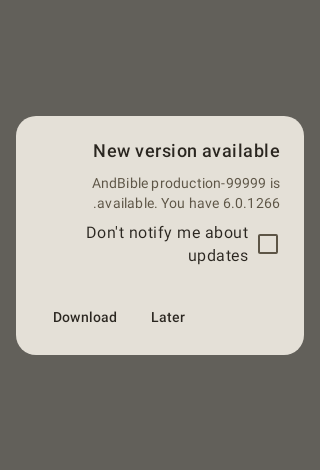 New version available
AndBible production-99999 is
.available. You have 6.0.1266
Don't notify me about
updates
Download Later